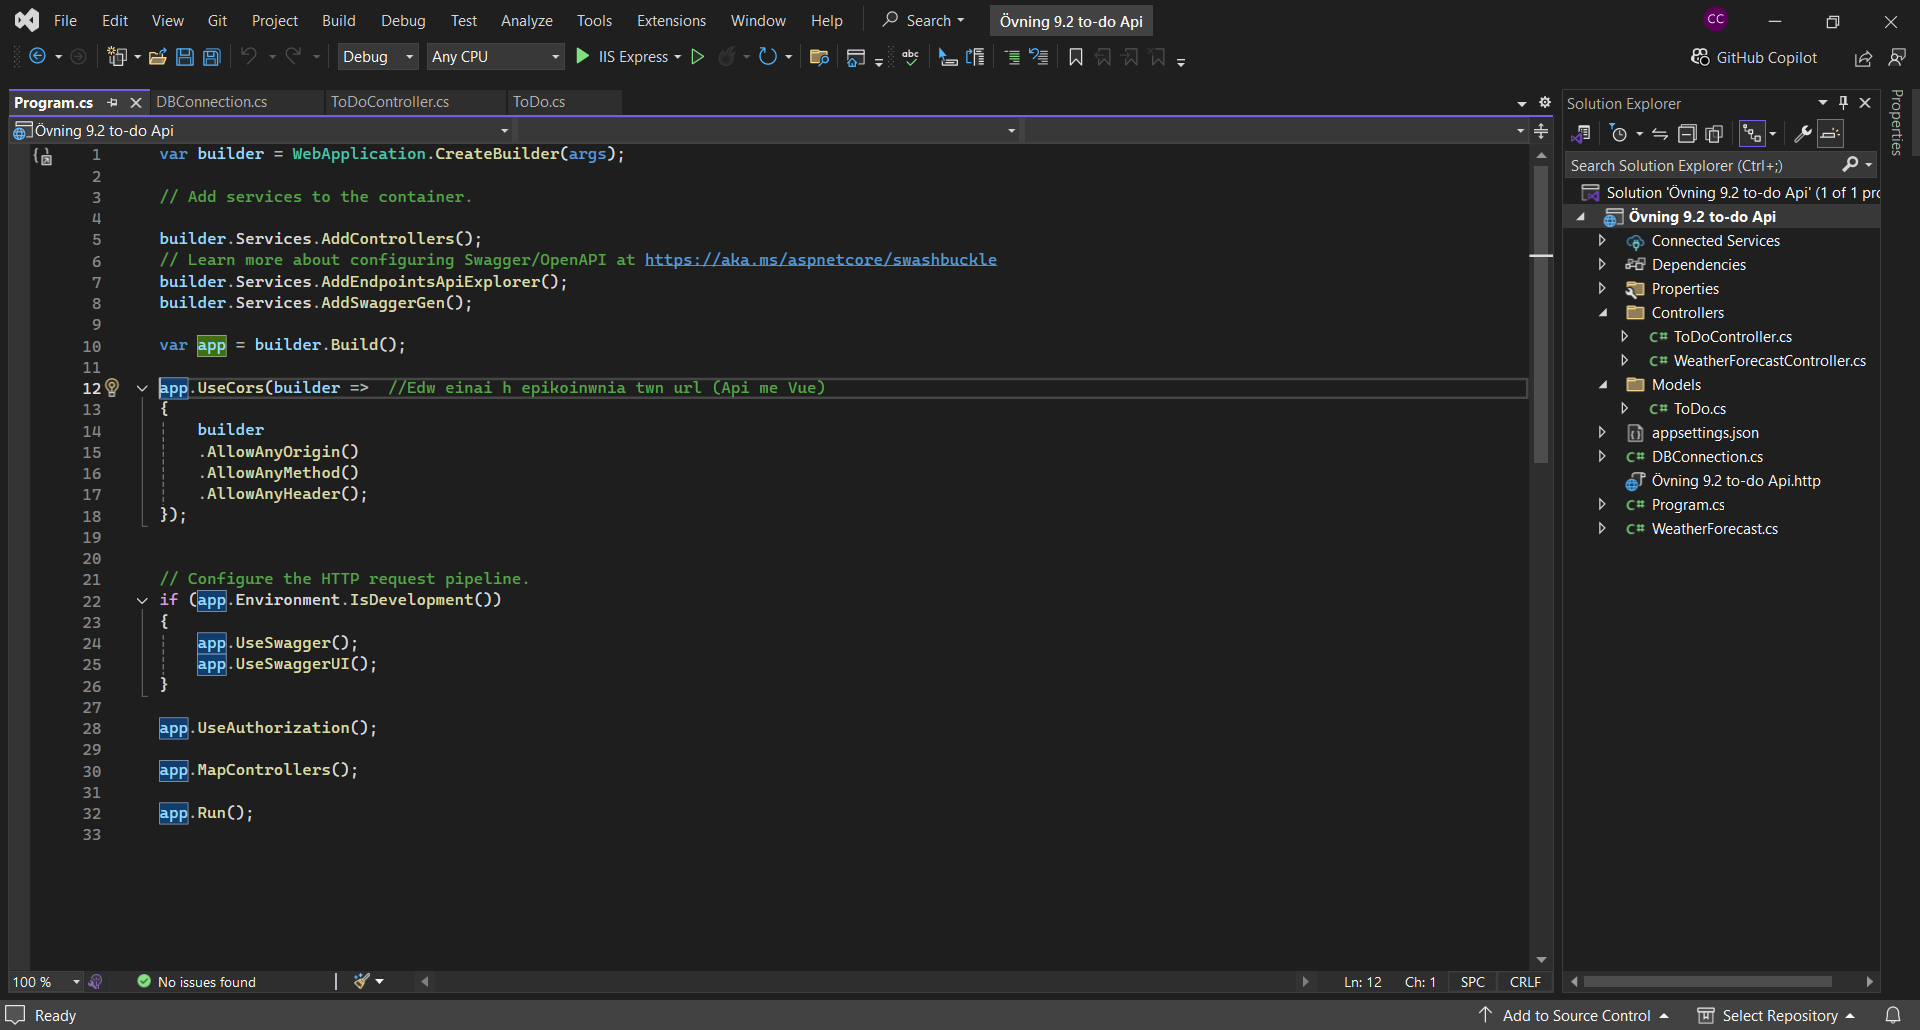 File Edit View Git Project Build Debug Test Analyze Tools Extensions Window Help Search Övning 9.2 to-do Api CC
Debug Any CPU IIS Express abc GitHub Copilot
Program.cs DBConnection.cs ToDoController.cs ToDo.cs
Övning 9.2 to-do Api
1 var builder = WebApplication.CreateBuilder(args);
2
3 // Add services to the container.
4
5 builder.Services.AddControllers();
6 // Learn more about configuring Swagger/OpenAPI at https://aka.ms/aspnetcore/swashbuckle
7 builder.Services.AddEndpointsApiExplorer();
8 builder.Services.AddSwaggerGen();
9
10 var app = builder.Build();
11
12 app.UseCors(builder => //Edw einai h epikoinwnia twn url (Api me Vue)
13 {
14 builder
15 .AllowAnyOrigin()
16 .AllowAnyMethod()
17 .AllowAnyHeader();
18 });
19
20
21 // Configure the HTTP request pipeline.
22 if (app.Environment.IsDevelopment())
23 {
24 app.UseSwagger();
25 app.UseSwaggerUI();
26 }
27
28 app.UseAuthorization();
29
30 app.MapControllers();
31
32 app.Run();
33
100 % No issues found Ln: 12 Ch: 1 SPC CRLF
Solution Explorer
Search Solution Explorer (Ctrl+;)
Solution 'Övning 9.2 to-do Api' (1 of 1 pro
Övning 9.2 to-do Api
Connected Services
Dependencies
Properties
Controllers
C# ToDoController.cs
C# WeatherForecastController.cs
Models
C# ToDo.cs
appsettings.json
C# DBConnection.cs
Övning 9.2 to-do Api.http
C# Program.cs
C# WeatherForecast.cs
Properties
Ready Add to Source Control Select Repository